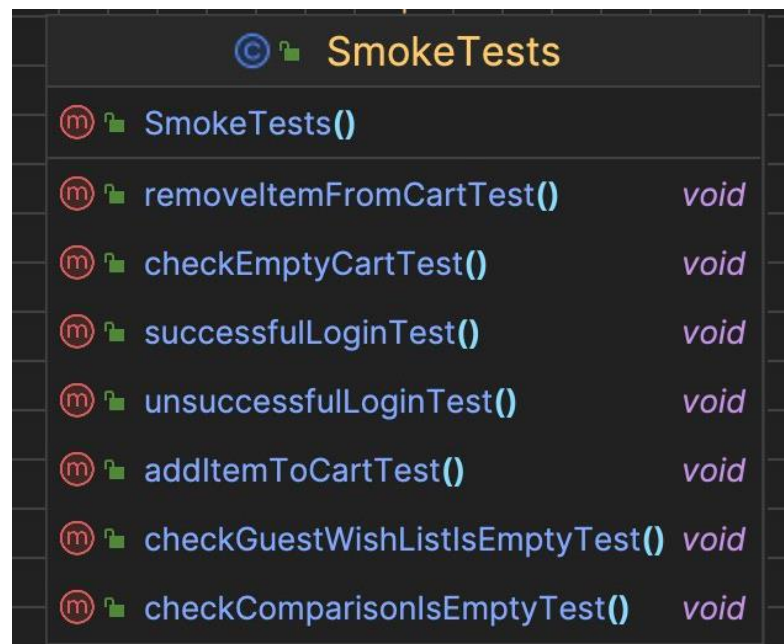 © SmokeTests
m SmokeTests()
m removeItemFromCartTest() void
m checkEmptyCartTest() void
m successfulLoginTest() void
m unsuccessfulLoginTest() void
m addItemToCartTest() void
m checkGuestWishListIsEmptyTest() void
m checkComparisonIsEmptyTest() void